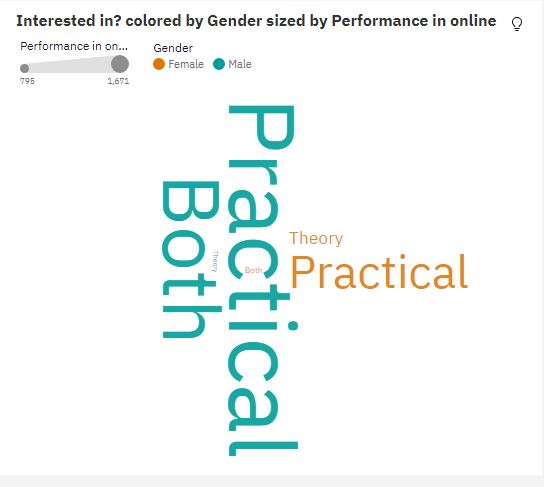 Interested in? colored by Gender sized by Performance in online
Performance in on...
795
1,671
Gender
Female
Male
Practical
Both
Theory
Both
Theory
Practical